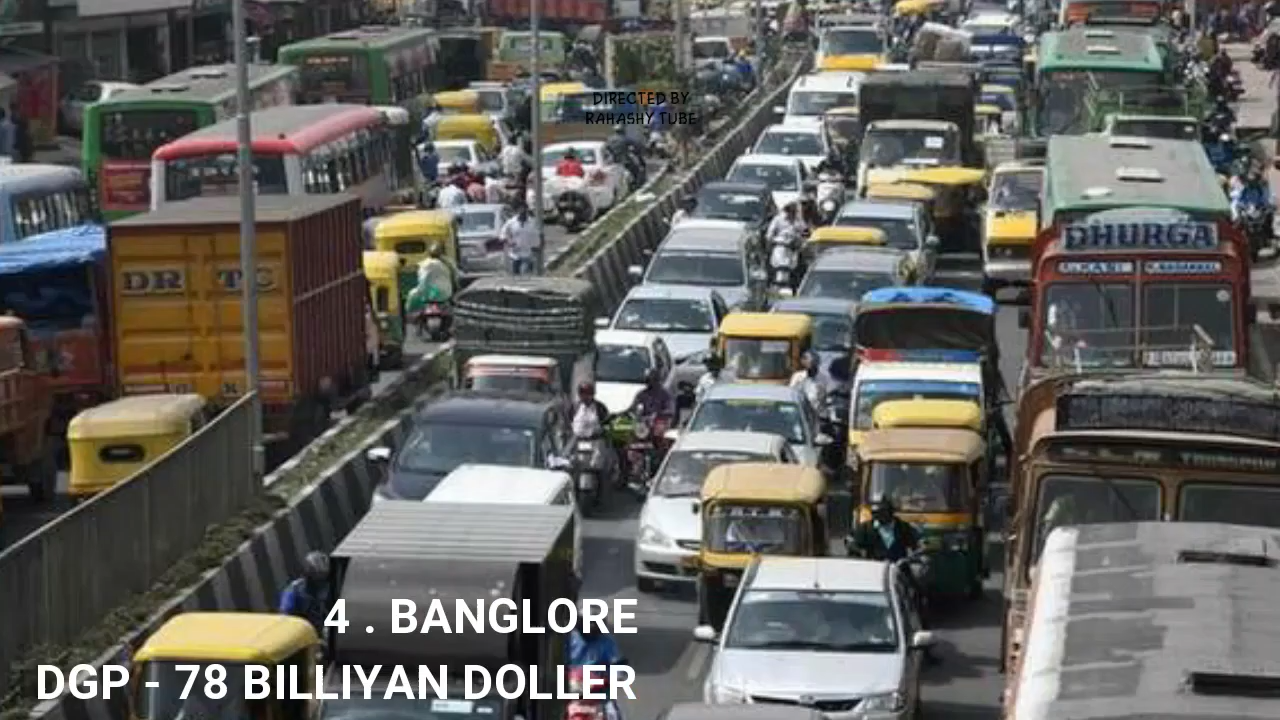 DIRECTED BY
RAHASHY TUBE
DHURGA
DR TC
4 . BANGLORE
DGP - 78 BILLIYAN DOLLER